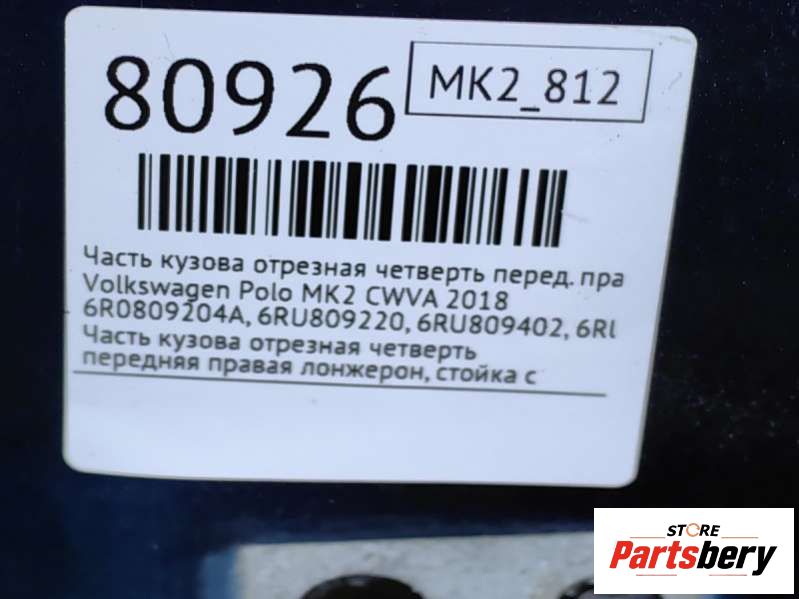 80926
MK2_812
Часть кузова отрезная четверть перед. пра
Volkswagen Polo MK2 CWVA 2018
6R0809204A, 6RU809220, 6RU809402, 6RU
Часть кузова отрезная четверть
передняя правая лонжерон, стойка с
STORE
Partsbery